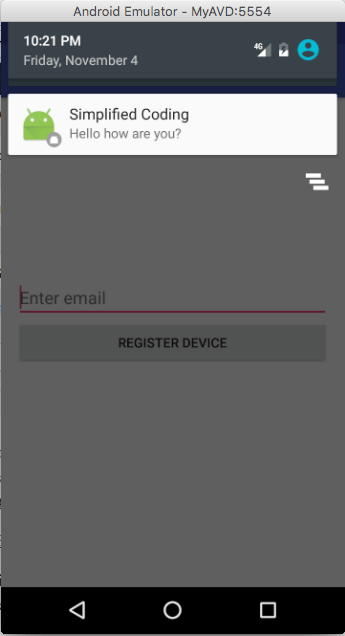 Android Emulator - MyAVD:5554
10:21 PM
4G
Friday, November 4
Simplified Coding
Hello how are you?
Enter email
REGISTER DEVICE